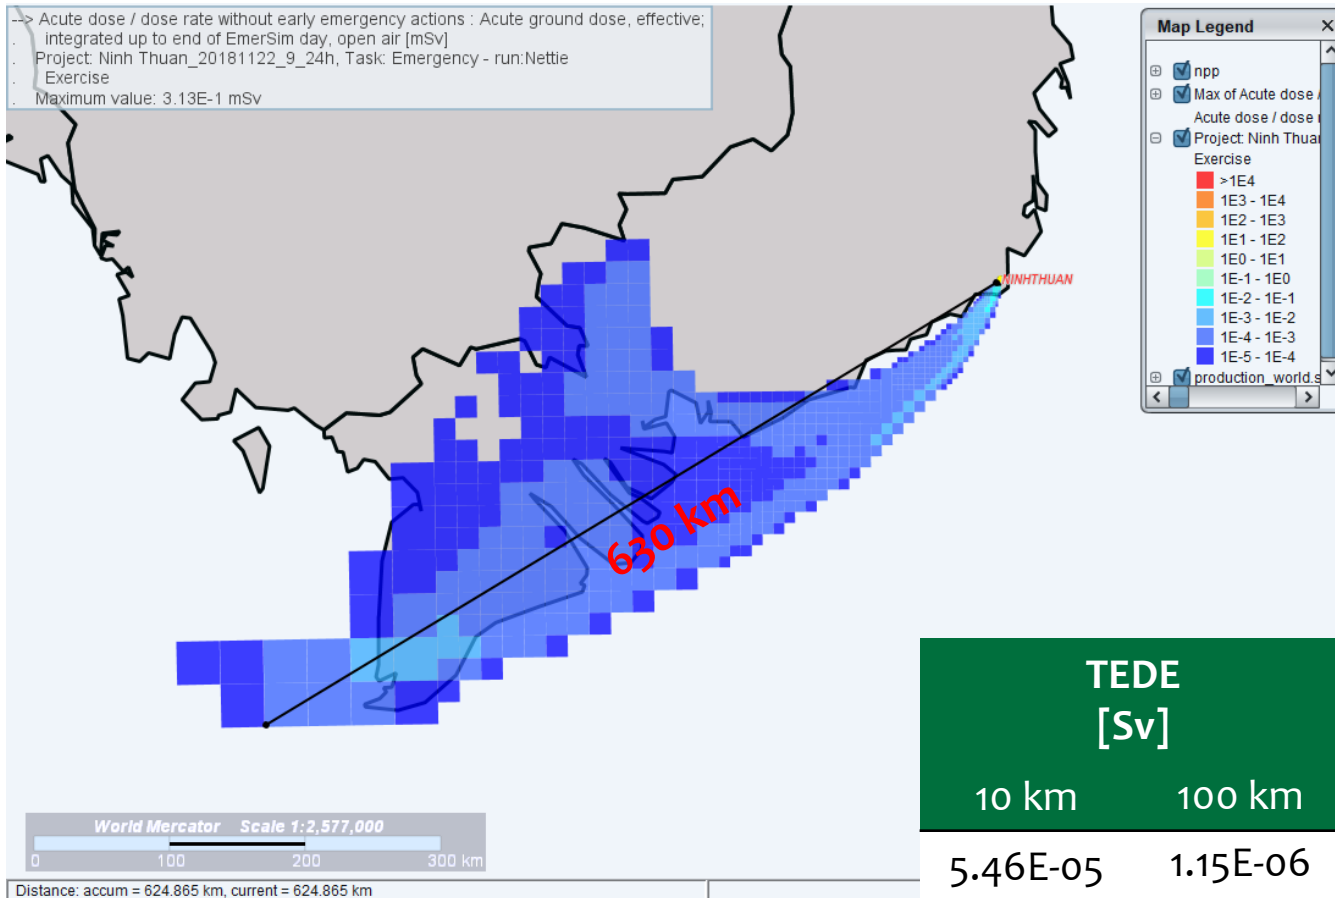 --> Acute dose / dose rate without early emergency actions : Acute ground dose, effective;
. integrated up to end of EmerSim day, open air [mSv]
. Project: Ninh Thuan_20181122_9_24h, Task: Emergency - run:Nettie
. Exercise
. Maximum value: 3.13E-1 mSv
Map Legend
npp
Max of Acute dose /
Acute dose / dose r
Project: Ninh Thuan
Exercise
>1E4
1E3 - 1E4
1E2 - 1E3
1E1 - 1E2
1E0 - 1E1
1E-1 - 1E0
1E-2 - 1E-1
1E-3 - 1E-2
1E-4 - 1E-3
1E-5 - 1E-4
production_world.s
NINHTHUAN
630 km
TEDE
[Sv]
10 km 100 km
5.46E-05 1.15E-06
World Mercator Scale 1:2,577,000
0 100 200 300 km
Distance: accum = 624.865 km, current = 624.865 km